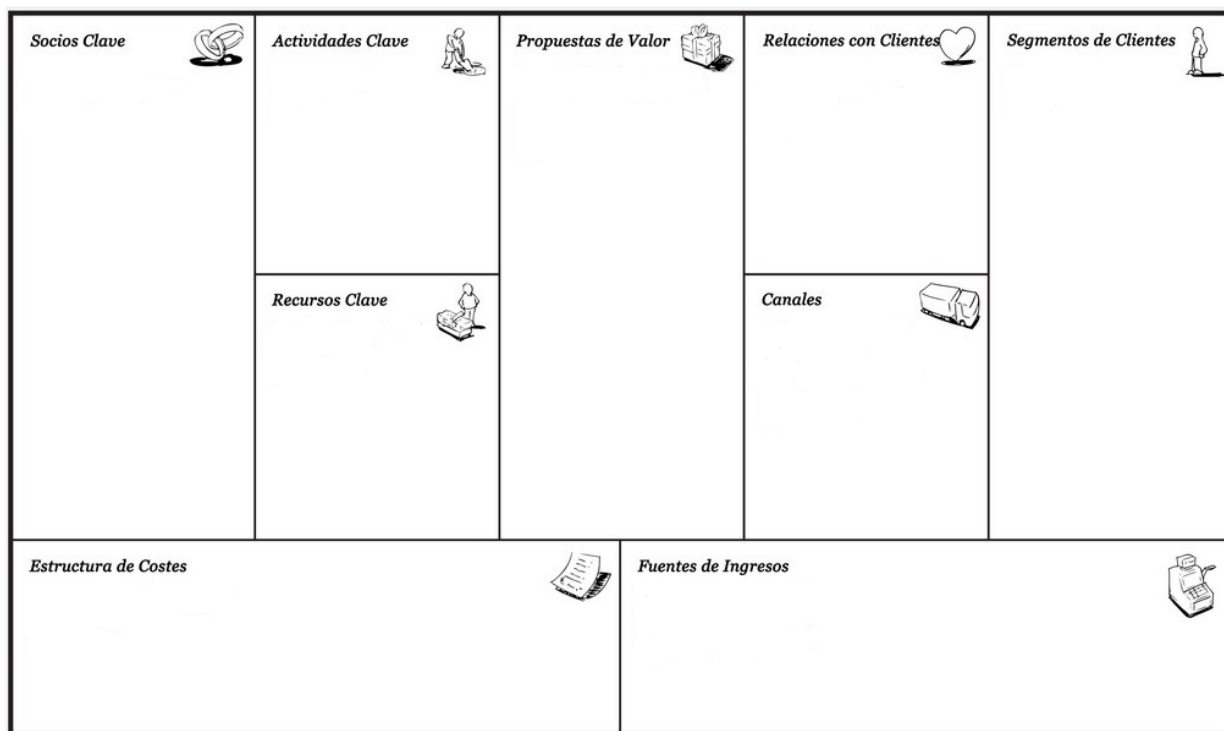 Socios Clave
Actividades Clave
Propuestas de Valor
Relaciones con Clientes
Segmentos de Clientes
Recursos Clave
Canales
Estructura de Costes
Fuentes de Ingresos